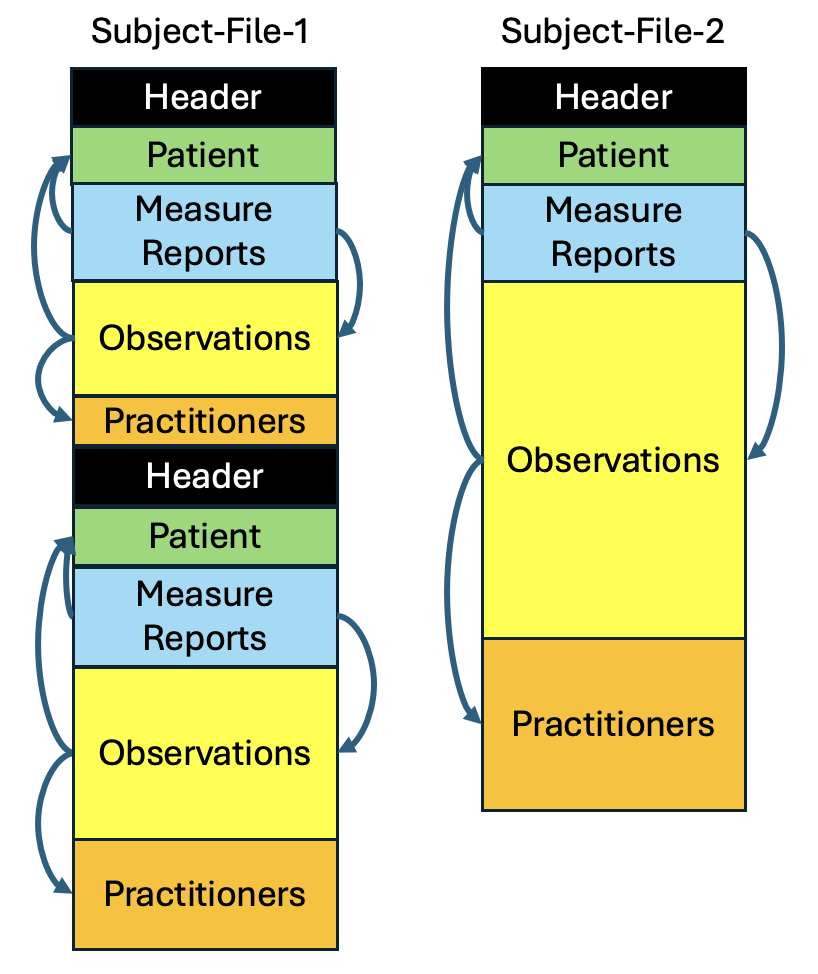 Subject-File-1
Header
Patient
Measure
Reports
Observations
Practitioners
Header
Patient
Measure
Reports
Observations
Practitioners
Subject-File-2
Header
Patient
Measure
Reports
Observations
Practitioners